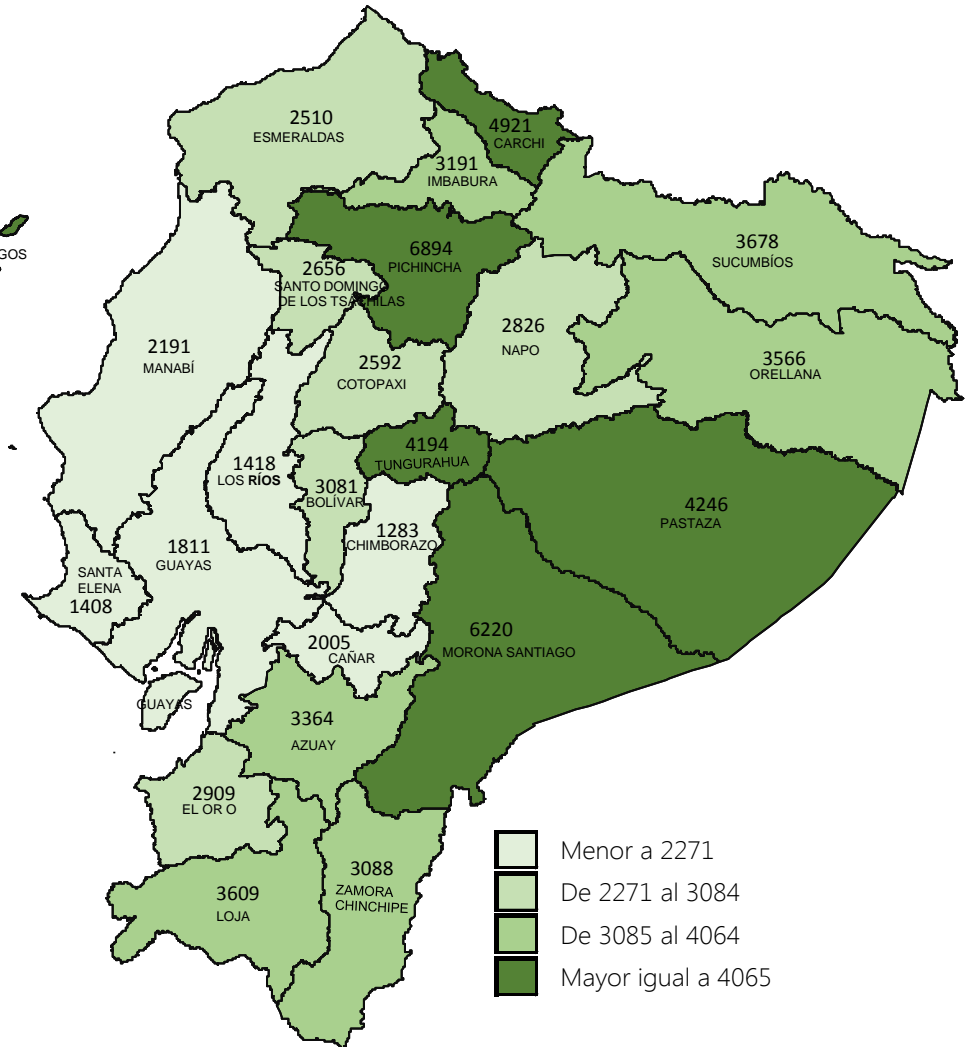 2510
ESMERALDAS
4921
CARCHI
3191
IMBABURA
GOS
6894
PICHINCHA
3678
SUCUMBÍOS
2656
SANTO DOMINGO
DE LOS TSACHILAS
2826
NAPO
2191
MANABÍ
2592
COTOPAXI
3566
ORELLANA
4194
TUNGURAHUA
1418
LOS RÍOS
3081
BOLÍVAR
4246
PASTAZA
1283
CHIMBORAZO
1811
GUAYAS
SANTA
ELENA
1408
6220
MORONA SANTIAGO
2005
CAÑAR
GUAYAS
3364
AZUAY
2909
EL OR O
3088
ZAMORA
CHINCHIPE
3609
LOJA
Menor a 2271
De 2271 al 3084
De 3085 al 4064
Mayor igual a 4065